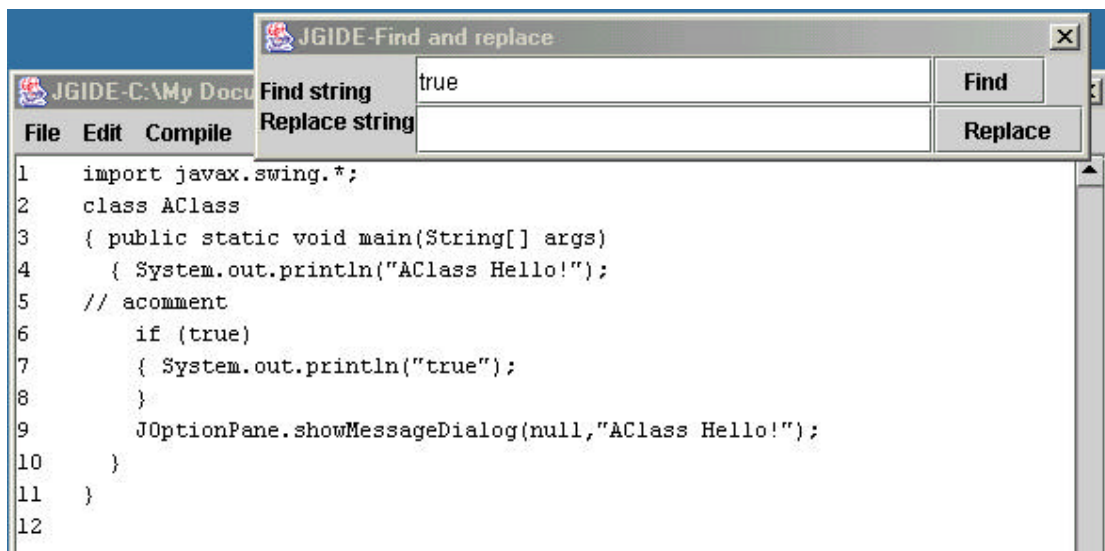 JGIDE-Find and replace
Find string true Find
Replace string Replace
JGIDE-C:\My Docu
File Edit Compile
1 import javax.swing.*;
2 class AClass
3 { public static void main(String[] args)
4 { System.out.println("AClass Hello!");
5 // acomment
6 if (true)
7 { System.out.println("true");
8 }
9 JOptionPane.showMessageDialog(null,"AClass Hello!");
10 }
11 }
12